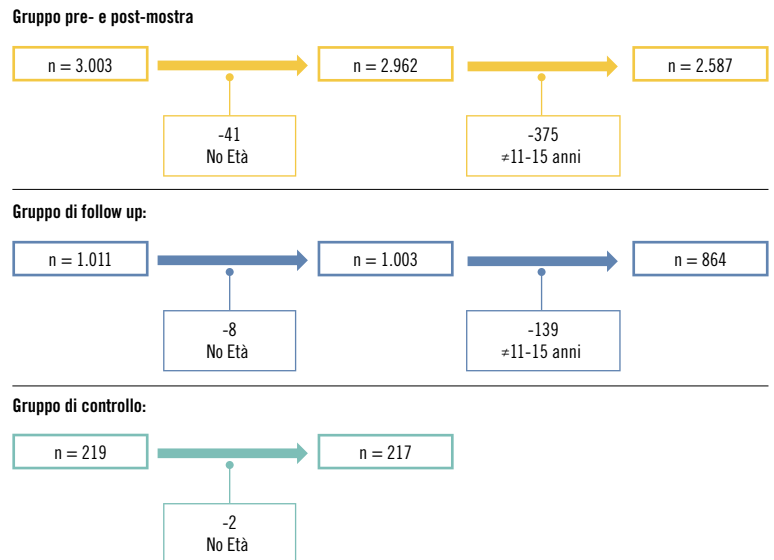 Gruppo pre- e post-mostra
n = 3.003
n = 2.962
n = 2.587
-41
No Età
-375
≠11-15 anni
Gruppo di follow up:
n = 1.011
n = 1.003
n = 864
-8
No Età
-139
≠11-15 anni
Gruppo di controllo:
n = 219
n = 217
-2
No Età